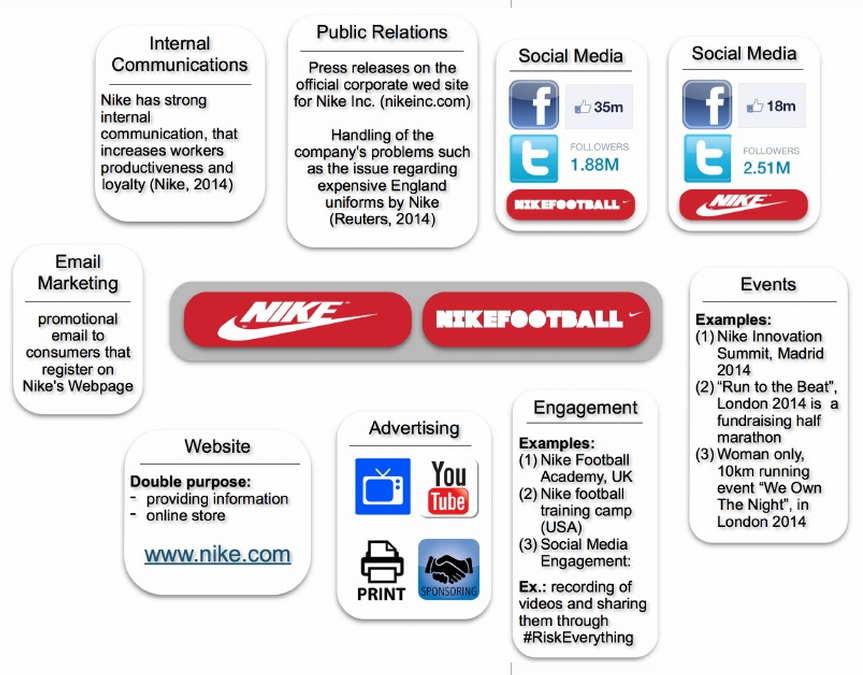 Internal
Communications
Nike has strong
internal
communication, that
increases workers
productiveness and
loyalty (Nike, 2014)
Public Relations
Press releases on the
official corporate wed site
for Nike Inc. (nikeinc.com)
Handling of the
company's problems such
as the issue regarding
expensive England
uniforms by Nike
(Reuters, 2014)
Social Media
f
35m
t
FOLLOWERS
1.88M
NIKEFOOTBALL
Social Media
f
18m
t
FOLLOWERS
2.51M
NIKE
Email
Marketing
promotional
email to
consumers that
register on
Nike's Webpage
NIKE
NIKEFOOTBALL
Events
Examples:
(1) Nike Innovation
Summit, Madrid
2014
(2) “Run to the Beat”,
London 2014 is a
fundraising half
marathon
(3) Woman only,
10km running
event “We Own
The Night”, in
London 2014
Website
Double purpose:
- providing information
- online store
www.nike.com
Advertising
You
Tube
PRINT
SPONSORING
Engagement
Examples:
(1) Nike Football
Academy, UK
(2) Nike football
training camp
(USA)
(3) Social Media
Engagement:
Ex.: recording of
videos and sharing
them through
#RiskEverything